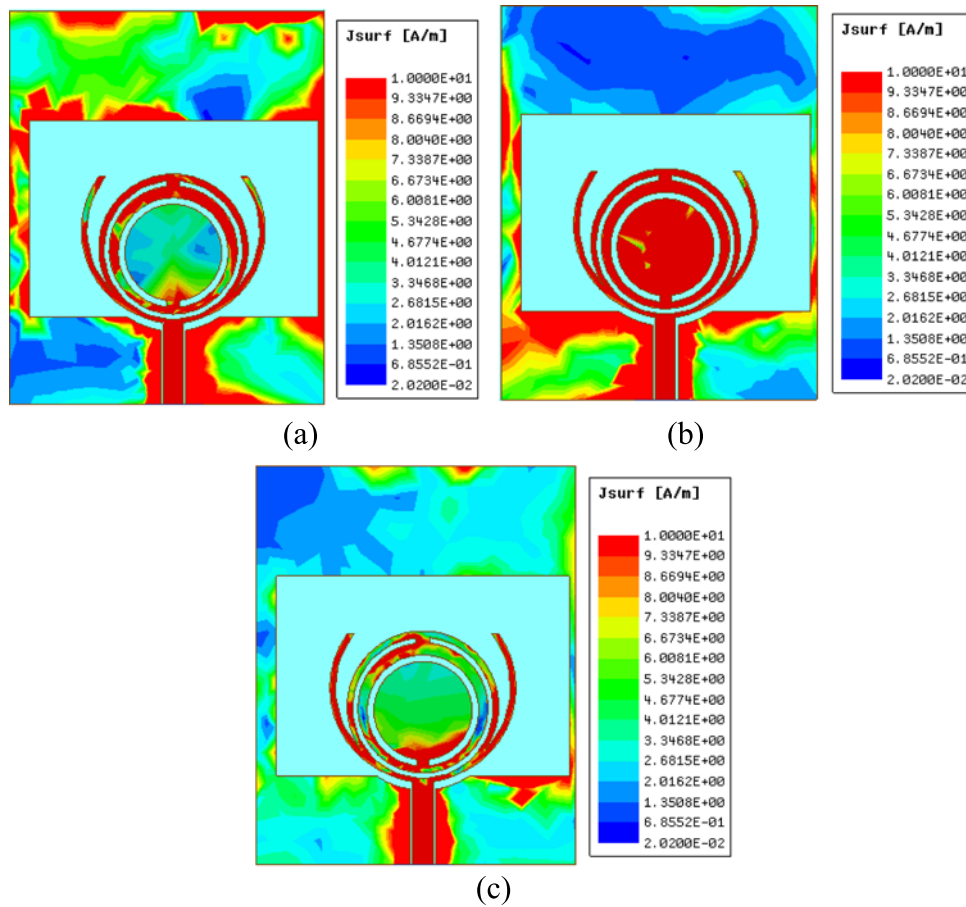 Jsurf [A/m]
1.0000E+01
9.3347E+00
8.6694E+00
8.0040E+00
7.3387E+00
6.6734E+00
6.0081E+00
5.3428E+00
4.6774E+00
4.0121E+00
3.3468E+00
2.6815E+00
2.0162E+00
1.3508E+00
6.8552E-01
2.0200E-02
(a)
Jsurf [A/m]
1.0000E+01
9.3347E+00
8.6694E+00
8.0040E+00
7.3387E+00
6.6734E+00
6.0081E+00
5.3428E+00
4.6774E+00
4.0121E+00
3.3468E+00
2.6815E+00
2.0162E+00
1.3508E+00
6.8552E-01
2.0200E-02
(b)
Jsurf [A/m]
1.0000E+01
9.3347E+00
8.6694E+00
8.0040E+00
7.3387E+00
6.6734E+00
6.0081E+00
5.3428E+00
4.6774E+00
4.0121E+00
3.3468E+00
2.6815E+00
2.0162E+00
1.3508E+00
6.8552E-01
2.0200E-02
(c)